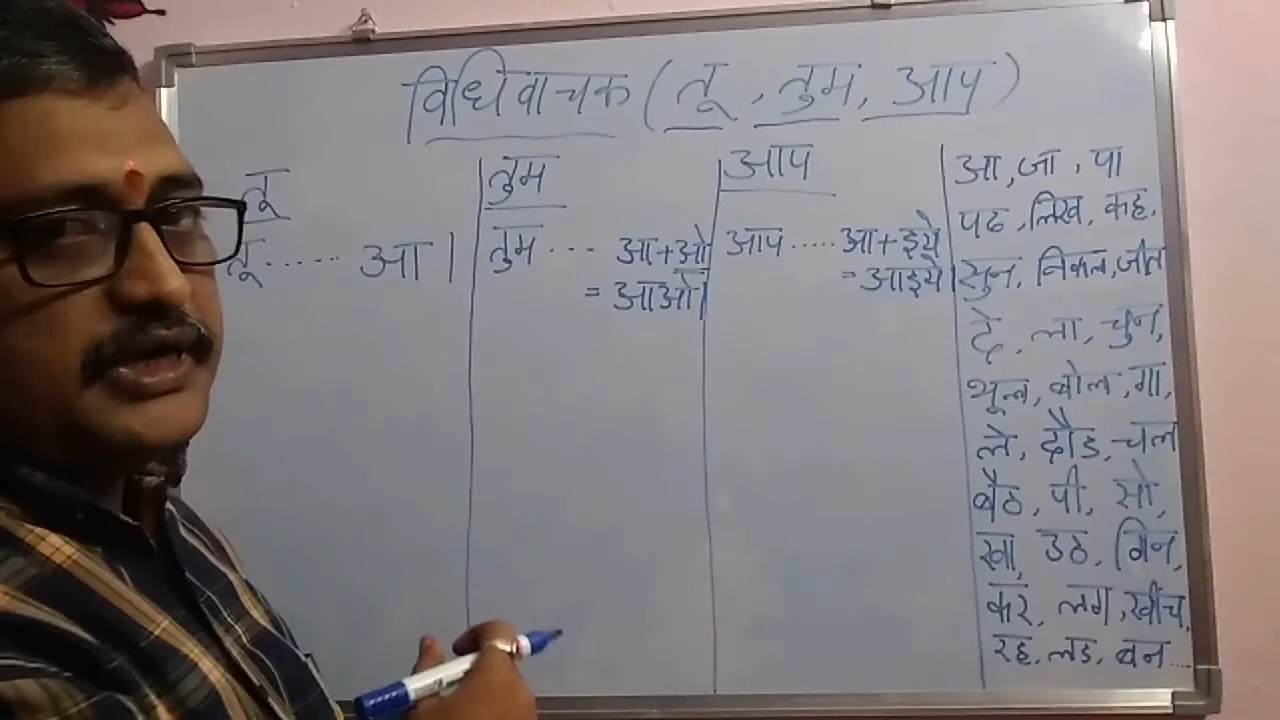 विधिवाचक ( तू , तुम, आप )
तू
तू ...... आ |
तुम
तुम ... आ+ओ
= आओ |
आप
आप ..... आ+इये
= आइये |
आ, जा, पा
पढ, लिख, कह,
सुन, निकल, जीत
दे, ला, चुन,
भूल, बोल, गा,
ले, दौड, चल
बैठ, पी, सो,
खा, उठ, गिन,
कर, लग, खींच,
रह, लड, बन ....